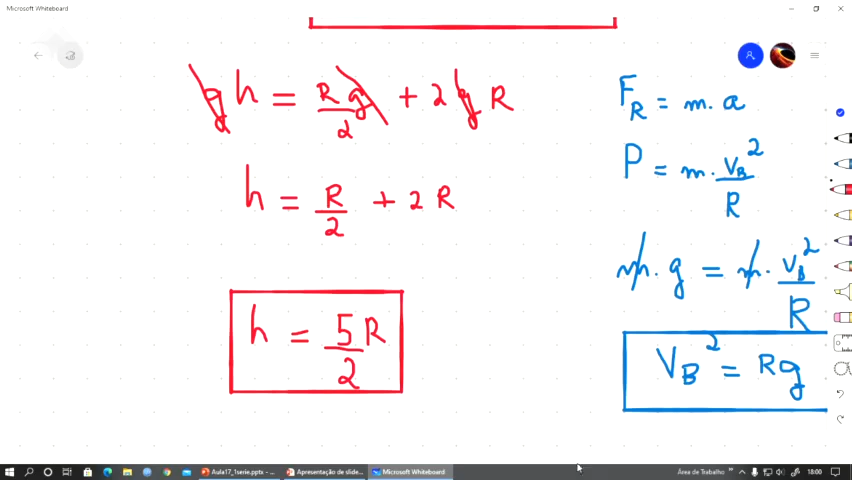 Microsoft Whiteboard
gh = Rg/2 + 2gR
h = R/2 + 2R
h = 5R/2
F_R = m.a
P = m.V_B²/R
m.g = m.V_B²/R
V_B² = Rg
Aula17_1serie.pptx - ...
Apresentação de slide...
Microsoft Whiteboard
Área de Trabalho
18:00